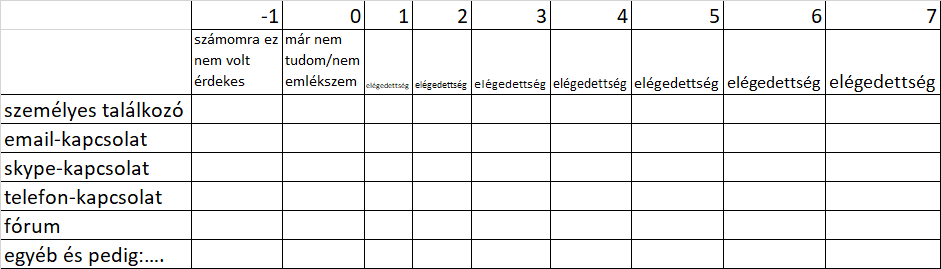 -1 0 1 2 3 4 5 6 7
számomra ez nem volt érdekes már nem tudom/nem emlékszem elégedettség elégedettség elégedettség elégedettség elégedettség elégedettség elégedettség
személyes találkozó
email-kapcsolat
skype-kapcsolat
telefon-kapcsolat
fórum
egyéb és pedig:….